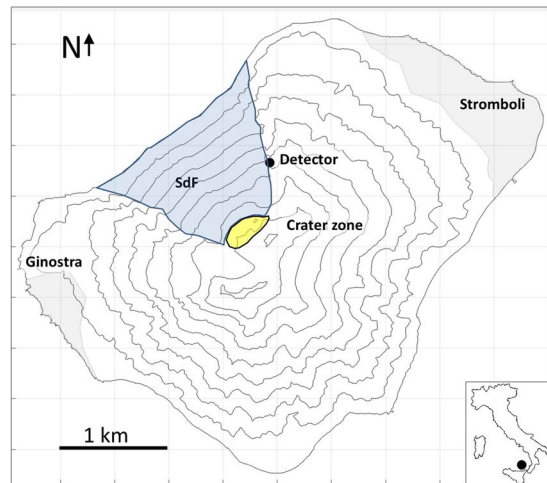 N
Stromboli
Detector
SdF
Crater zone
Ginostra
1 km